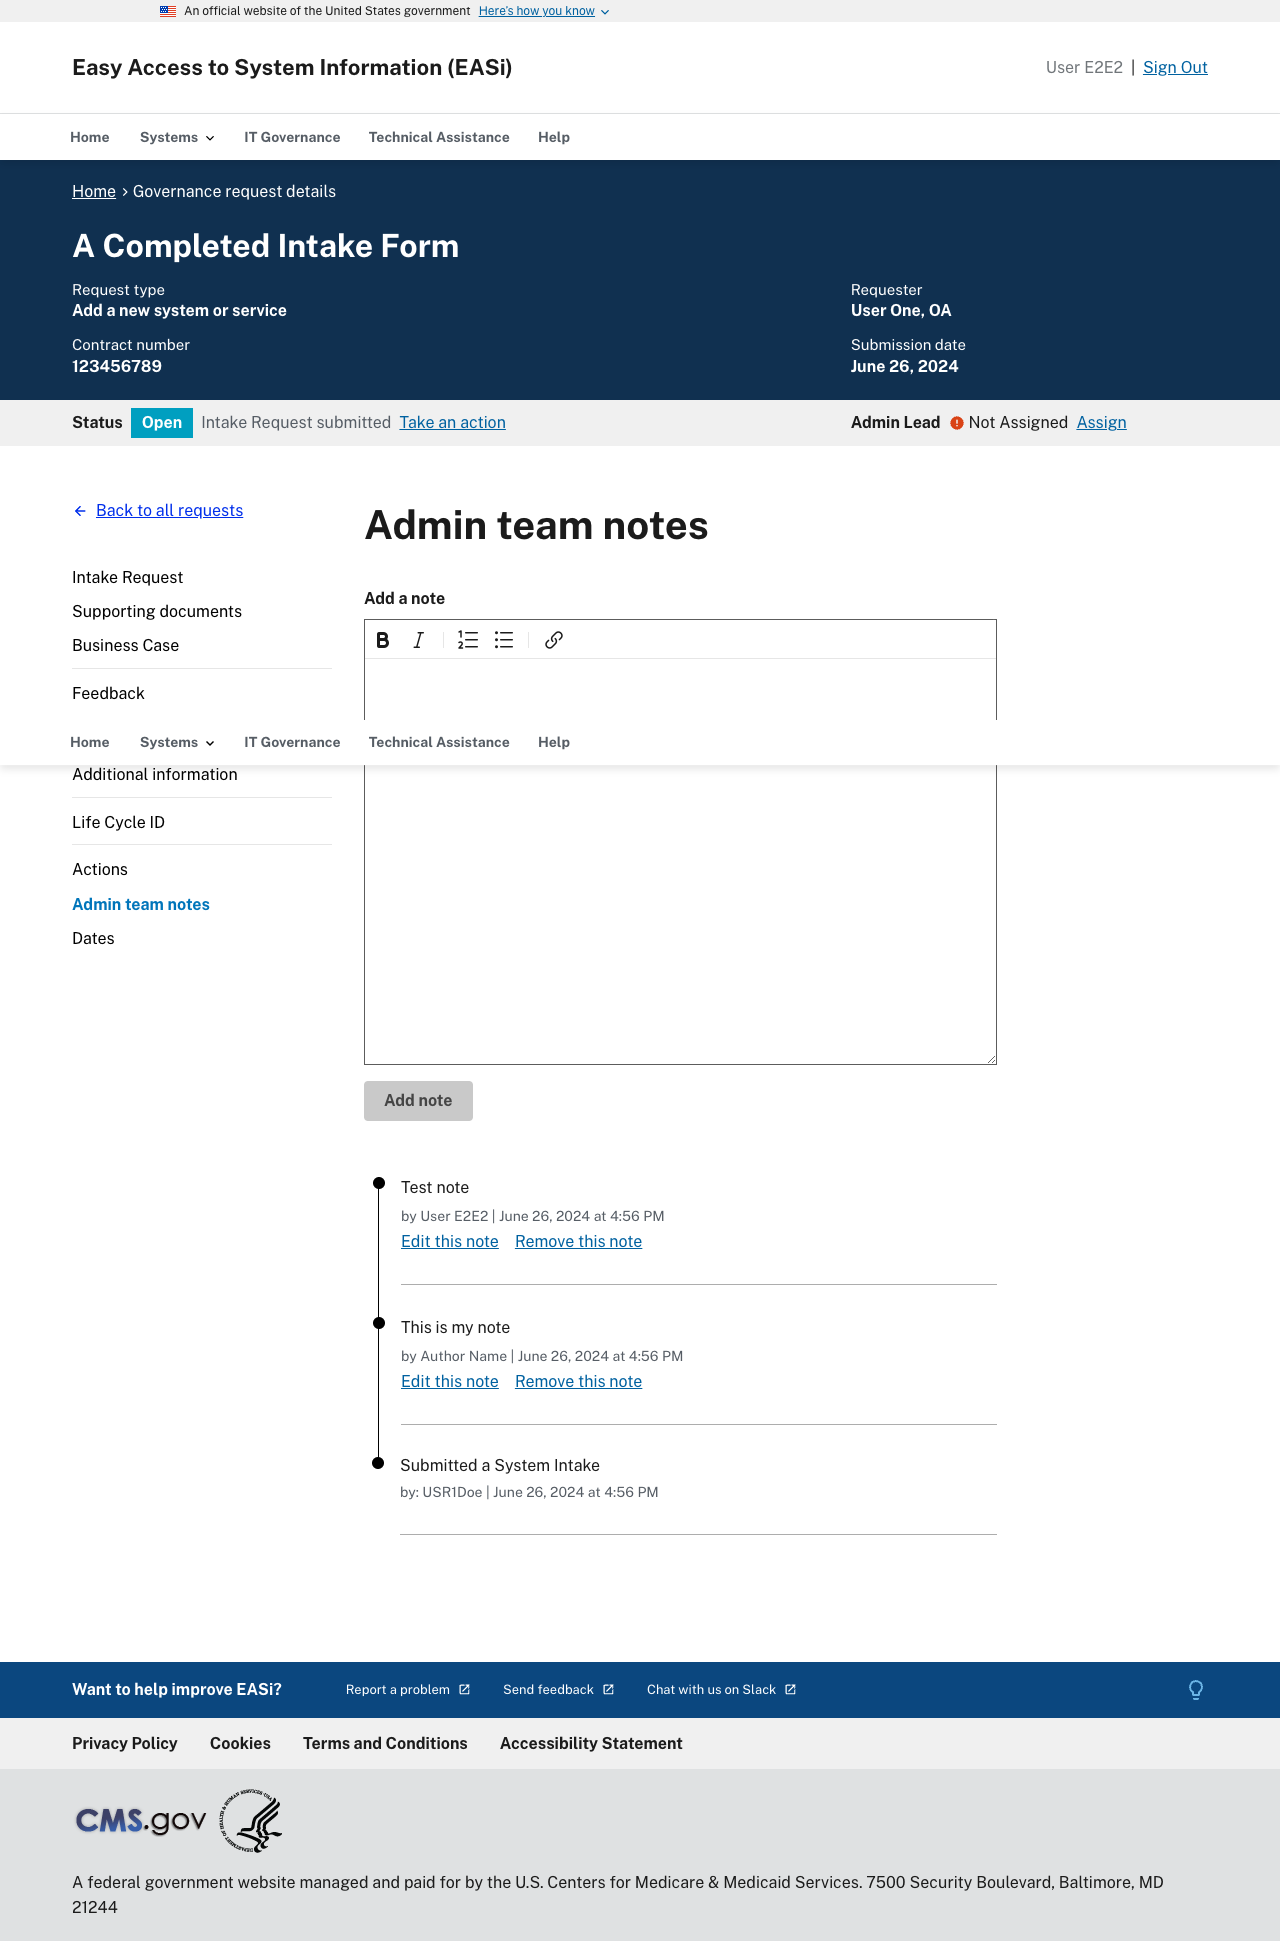 An official website of the United States government Here's how you know
Easy Access to System Information (EASi)
User E2E2 | Sign Out
Home Systems IT Governance Technical Assistance Help
Home Governance request details
A Completed Intake Form
Request type
Add a new system or service
Requester
User One, OA
Contract number
123456789
Submission date
June 26, 2024
Status Open Intake Request submitted Take an action
Admin Lead Not Assigned Assign
Back to all requests
Intake Request
Supporting documents
Business Case
Feedback
Admin team notes
Add a note
Home Systems IT Governance Technical Assistance Help
Additional information
Life Cycle ID
Actions
Admin team notes
Dates
Add note
Test note
by User E2E2 | June 26, 2024 at 4:56 PM
Edit this note Remove this note
This is my note
by Author Name | June 26, 2024 at 4:56 PM
Edit this note Remove this note
Submitted a System Intake
by: USR1Doe | June 26, 2024 at 4:56 PM
Want to help improve EASi? Report a problem Send feedback Chat with us on Slack
Privacy Policy Cookies Terms and Conditions Accessibility Statement
CMS.gov
A federal government website managed and paid for by the U.S. Centers for Medicare & Medicaid Services. 7500 Security Boulevard, Baltimore, MD
21244